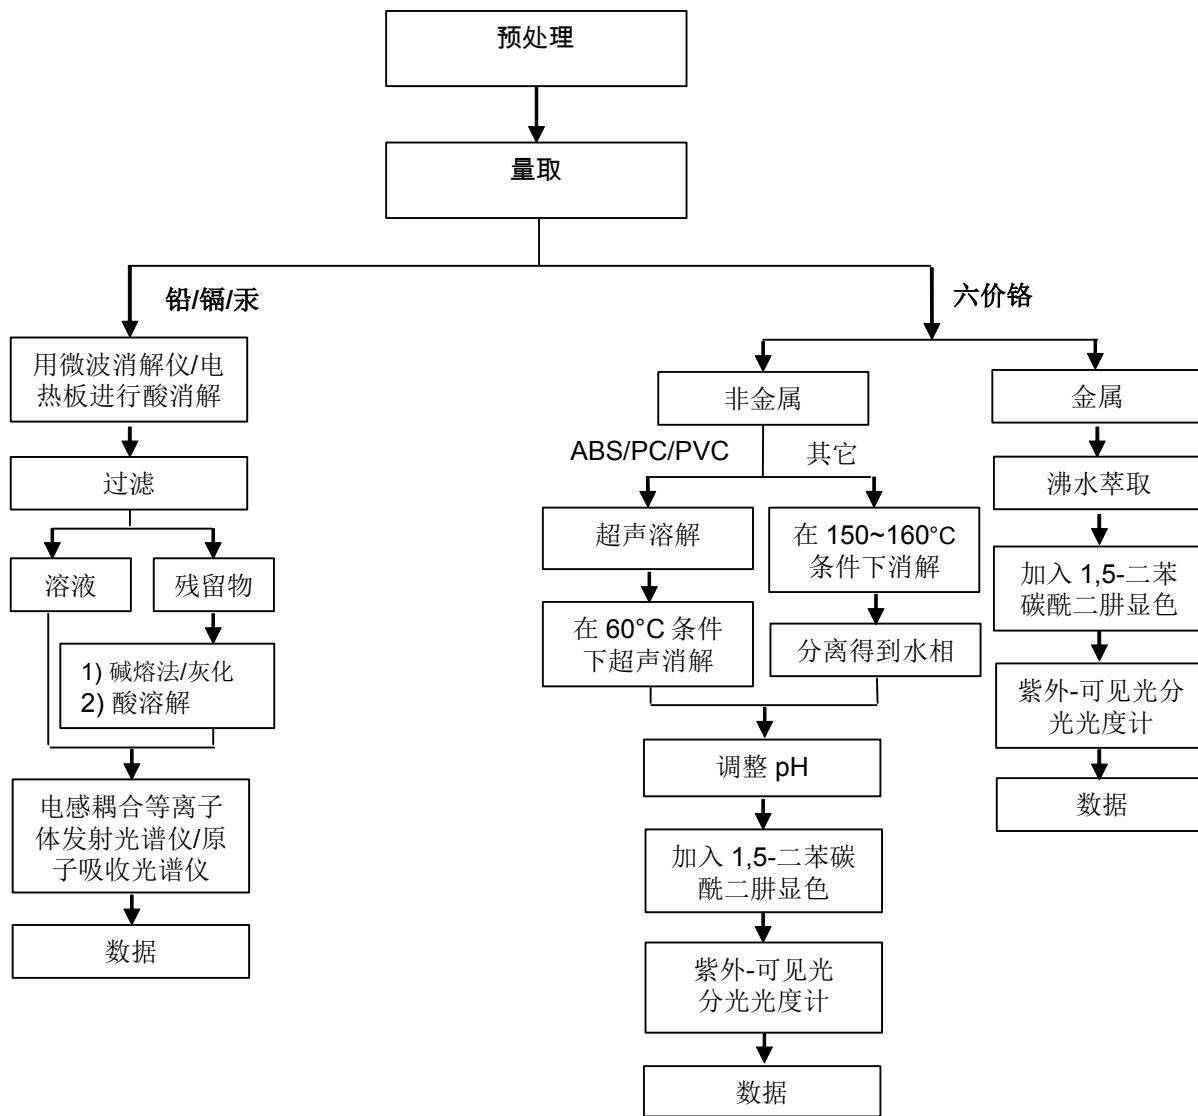 预处理
量取
铅/镉/汞
用微波消解仪/电
热板进行酸消解
过滤
溶液
残留物
1) 碱熔法/灰化
2) 酸溶解
电感耦合等离子
体发射光谱仪/原
子吸收光谱仪
数据
六价铬
非金属
ABS/PC/PVC
其它
超声溶解
在 60°C 条件
下超声消解
在 150~160°C
条件下消解
分离得到水相
调整 pH
加入 1,5-二苯碳
酰二肼显色
紫外-可见光
分光光度计
数据
金属
沸水萃取
加入 1,5-二苯
碳酰二肼显色
紫外-可见光分
光光度计
数据